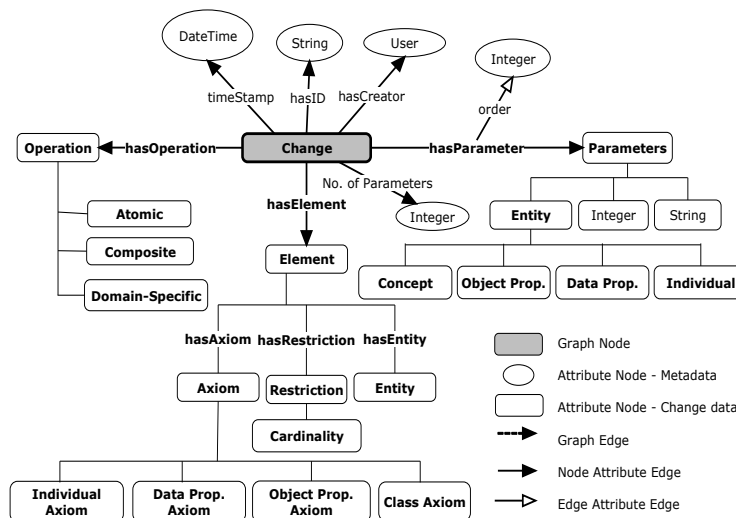 DateTime
String
User
Integer
timeStamp
hasID
hasCreator
order
Operation
hasOperation
Change
hasParameter
Parameters
No. of Parameters
hasElement
Integer
Entity
Integer
String
Atomic
Composite
Domain-Specific
Element
Concept
Object Prop.
Data Prop.
Individual
hasAxiom
hasRestriction
hasEntity
Axiom
Restriction
Entity
Cardinality
Individual
Axiom
Data Prop.
Axiom
Object Prop.
Axiom
Class Axiom
Graph Node
Attribute Node - Metadata
Attribute Node - Change data
Graph Edge
Node Attribute Edge
Edge Attribute Edge